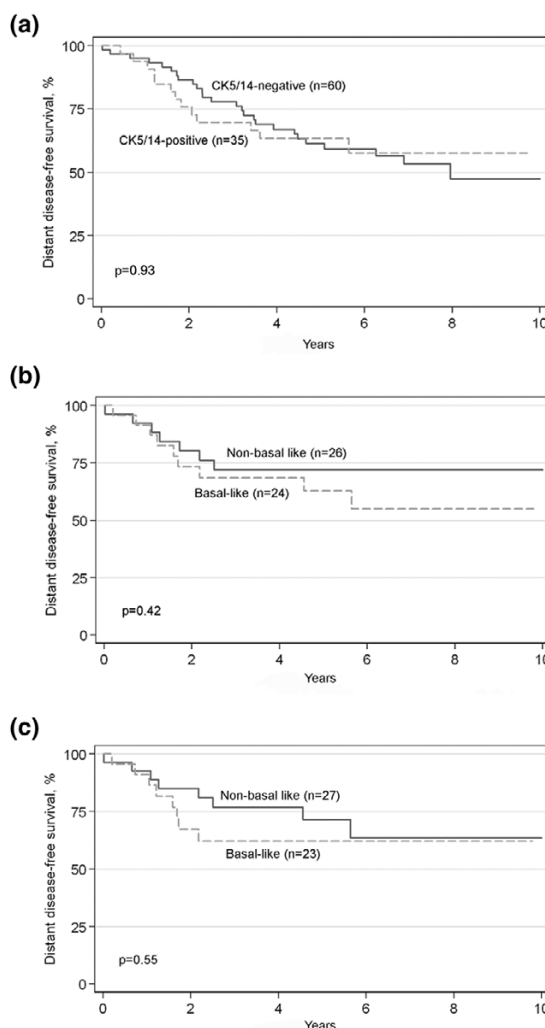 (a)
Distant disease-free survival, %
100
75
50
25
0
CK5/14-negative (n=60)
CK5/14-positive (n=35)
p=0.93
0 2 4 6 8 10
Years
(b)
Distant disease-free survival, %
100
75
50
25
0
Non-basal like (n=26)
Basal-like (n=24)
p=0.42
0 2 4 6 8 10
Years
(c)
Distant disease-free survival, %
100
75
50
25
0
Non-basal like (n=27)
Basal-like (n=23)
p=0.55
0 2 4 6 8 10
Years